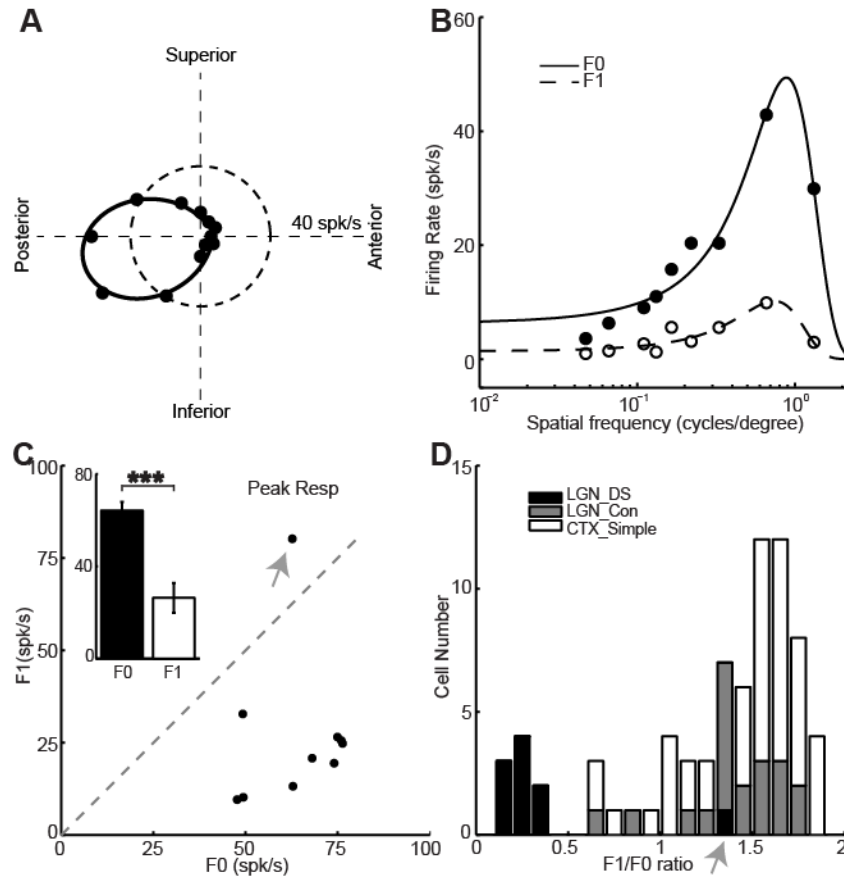 A
Superior
Posterior
40 spk/s
Anterior
Inferior
B
60
40
20
0
Firing Rate (spk/s)
F0
F1
10⁻² 10⁻¹ 10⁰
Spatial frequency (cycles/degree)
C
100
75
50
25
0
F1(spk/s)
80
40
0
***
F0 F1
Peak Resp
0 25 50 75 100
F0 (spk/s)
D
15
10
5
0
Cell Number
LGN_DS
LGN_Con
CTX_Simple
0 0.5 1 1.5 2
F1/F0 ratio